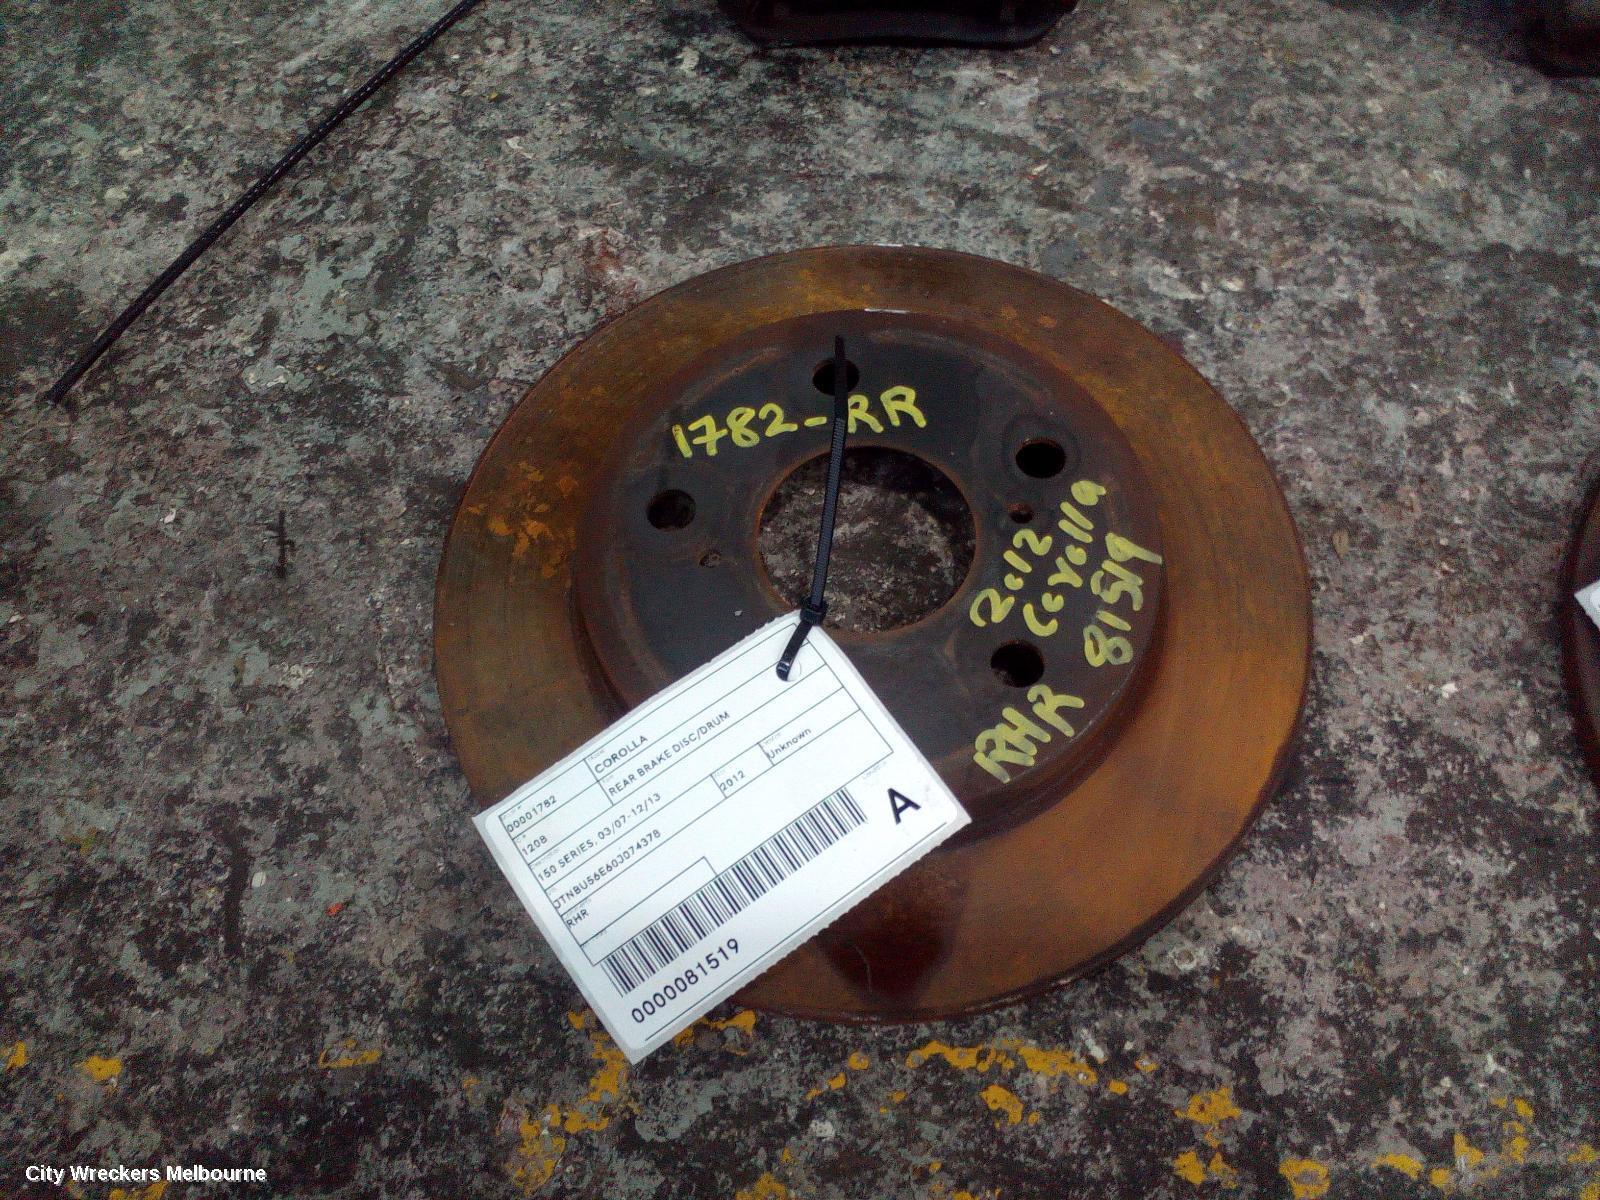 1782-RR
2012
Corolla
81519
RHR
00001782
COROLLA
1208
REAR BRAKE DISC/DRUM
150 SERIES, 03/07-12/13
2012
Unknown
JTNBU56E60J074378
RHR
A
0000081519
City Wreckers Melbourne